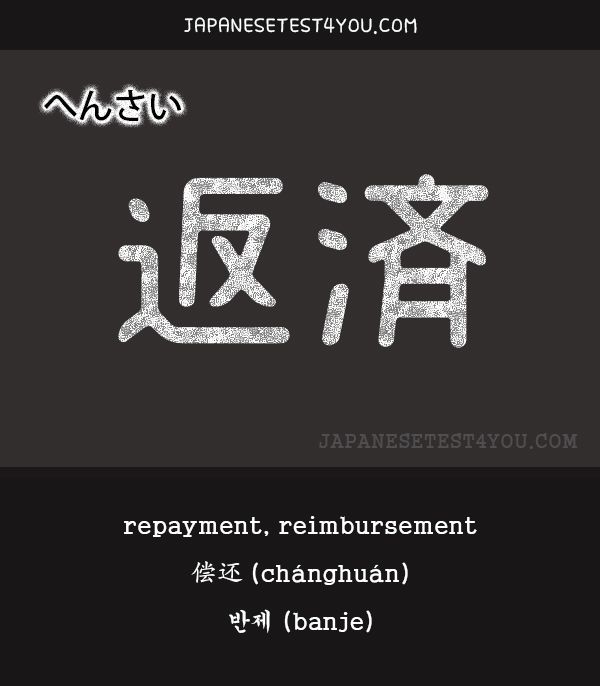 JAPANESETEST4YOU.COM
へんさい
返済
JAPANESETEST4YOU.COM
repayment, reimbursement
偿还 (chánghuán)
반제 (banje)